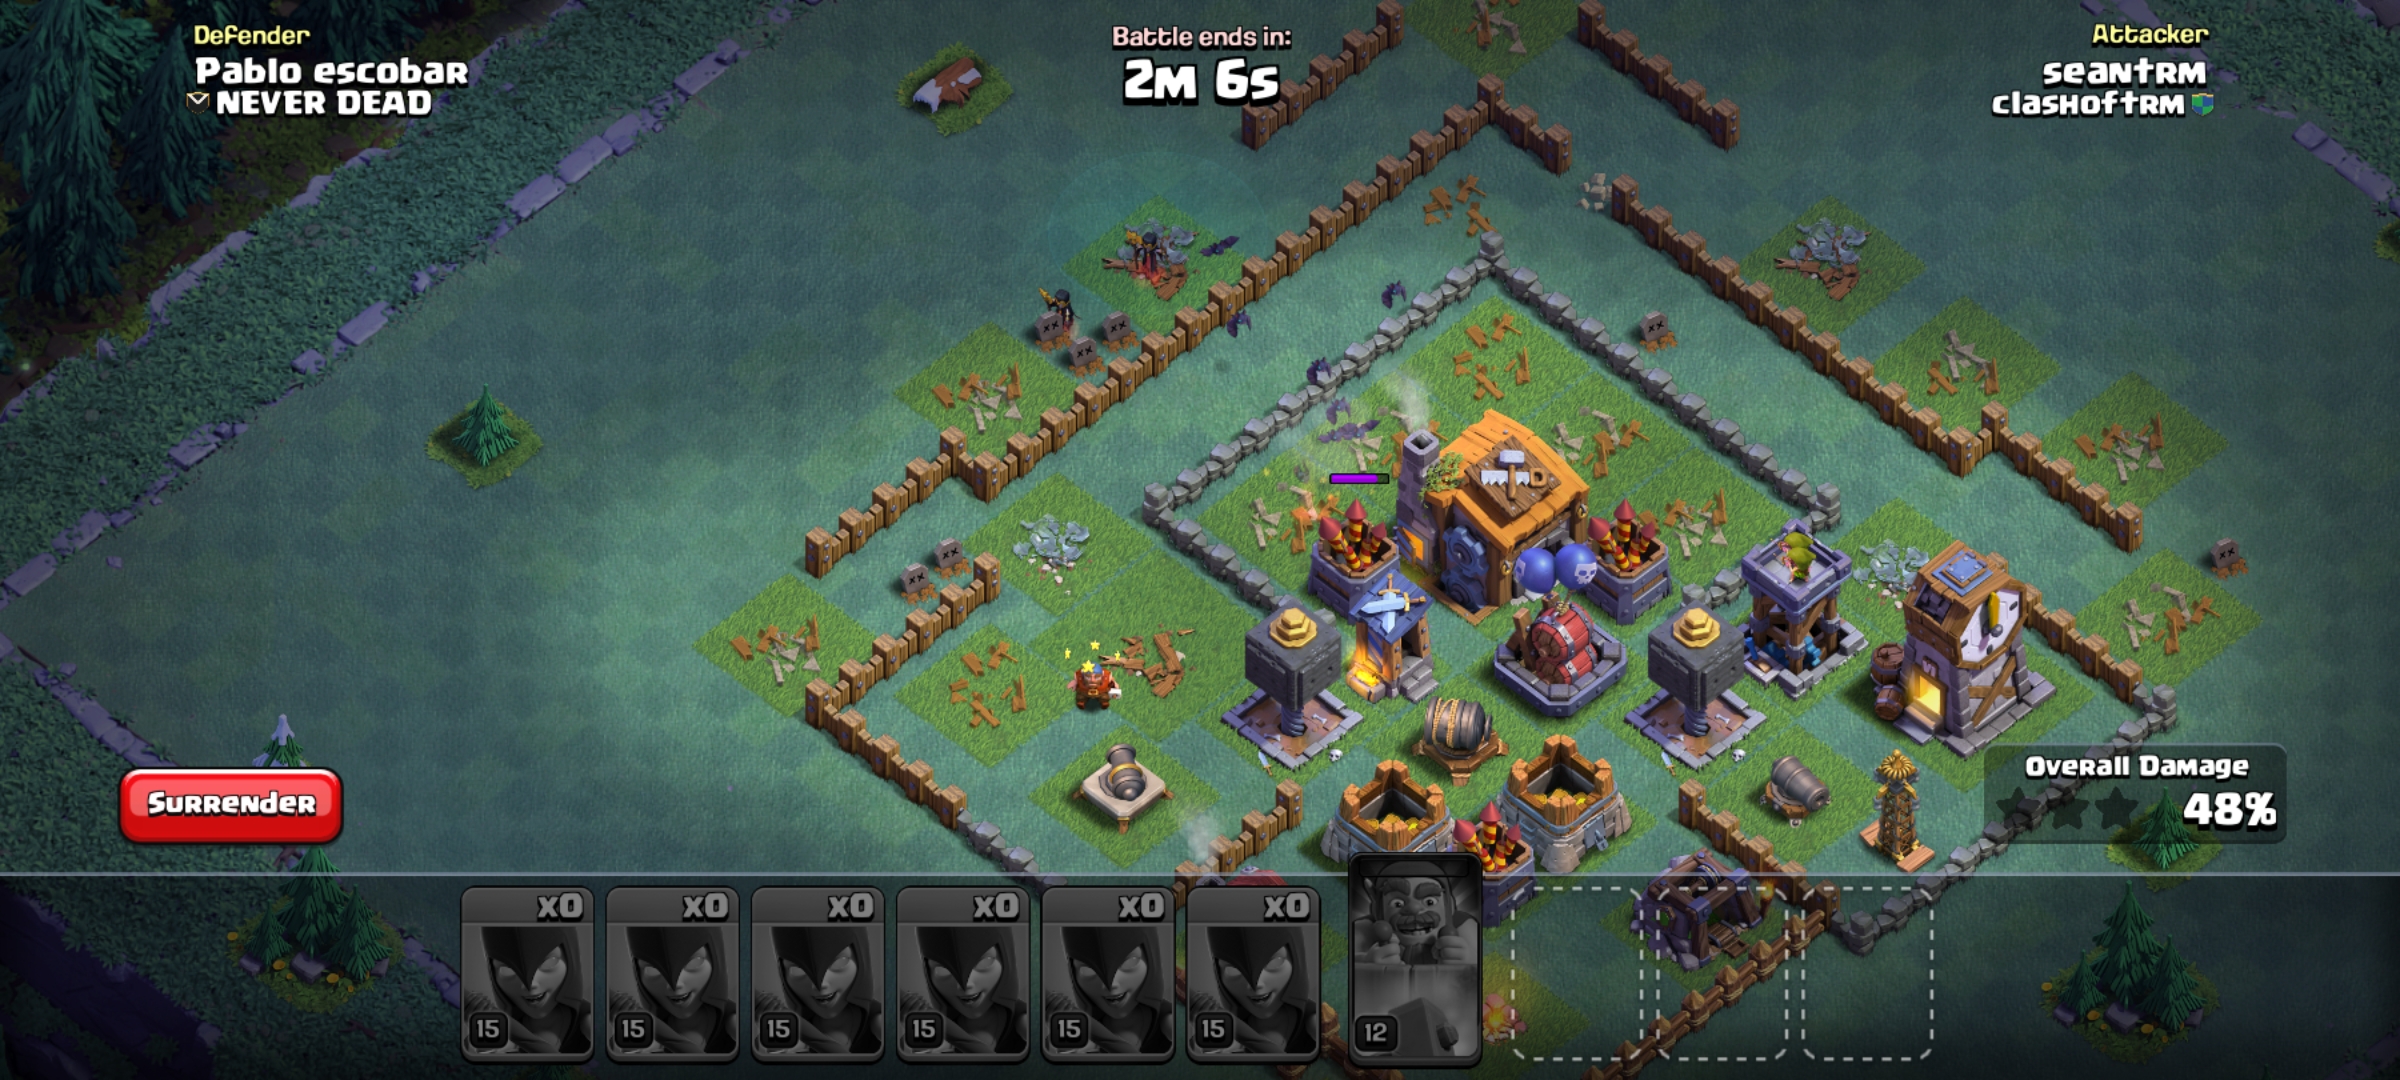 Defender
Pablo escobar
NEVER DEAD
Battle ends in:
2M 6s
Attacker
seantRM
clashoftRM
Surrender
Overall Damage
48%
x0
x0
x0
x0
x0
x0
15
15
15
15
15
15
12